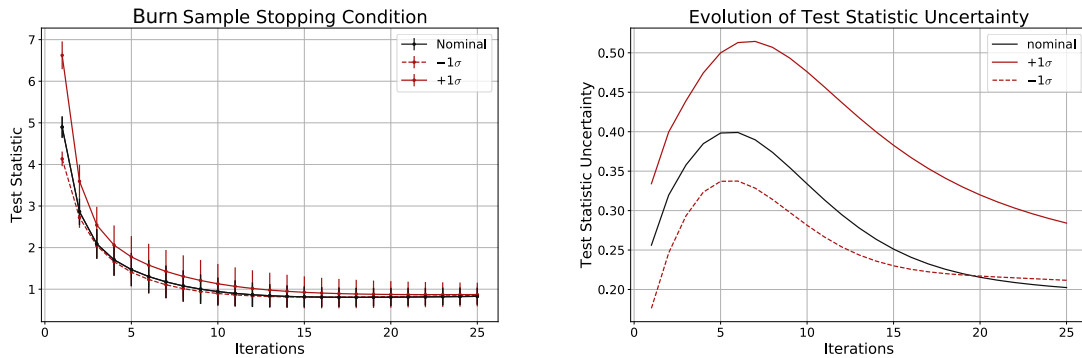 Burn Sample Stopping Condition
Test Statistic
7
6
5
4
3
2
1
0
5
10
15
20
25
Iterations
Nominal
−1σ
+1σ
Evolution of Test Statistic Uncertainty
Test Statistic Uncertainty
0.50
0.45
0.40
0.35
0.30
0.25
0.20
0
5
10
15
20
25
Iterations
nominal
+1σ
−1σ